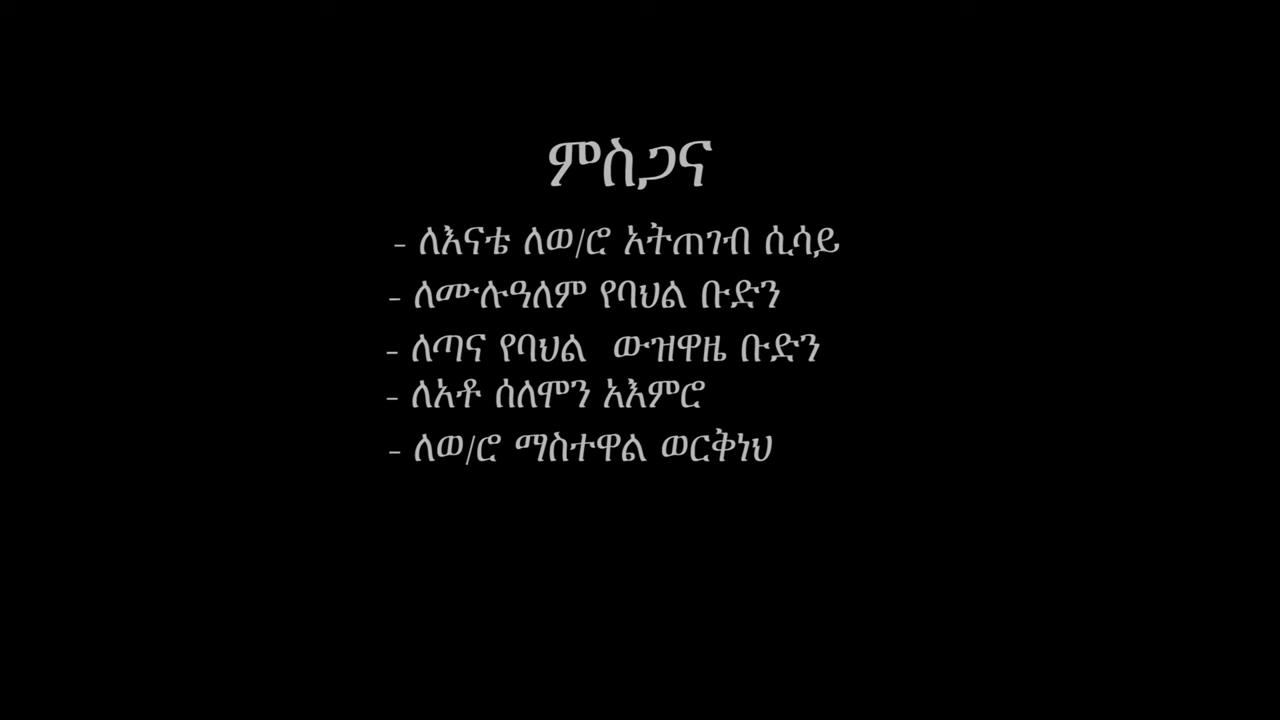 ምስጋና
- ለእናቴ ለወ/ሮ አትጠገብ ሲሳይ
- ለሙሉዓለም የባህል ቡድን
- ለጣና የባህል ውዝዋዜ ቡድን
- ለአቶ ሰለሞን አእምሮ
- ለወ/ሮ ማስተዋል ወርቅነህ